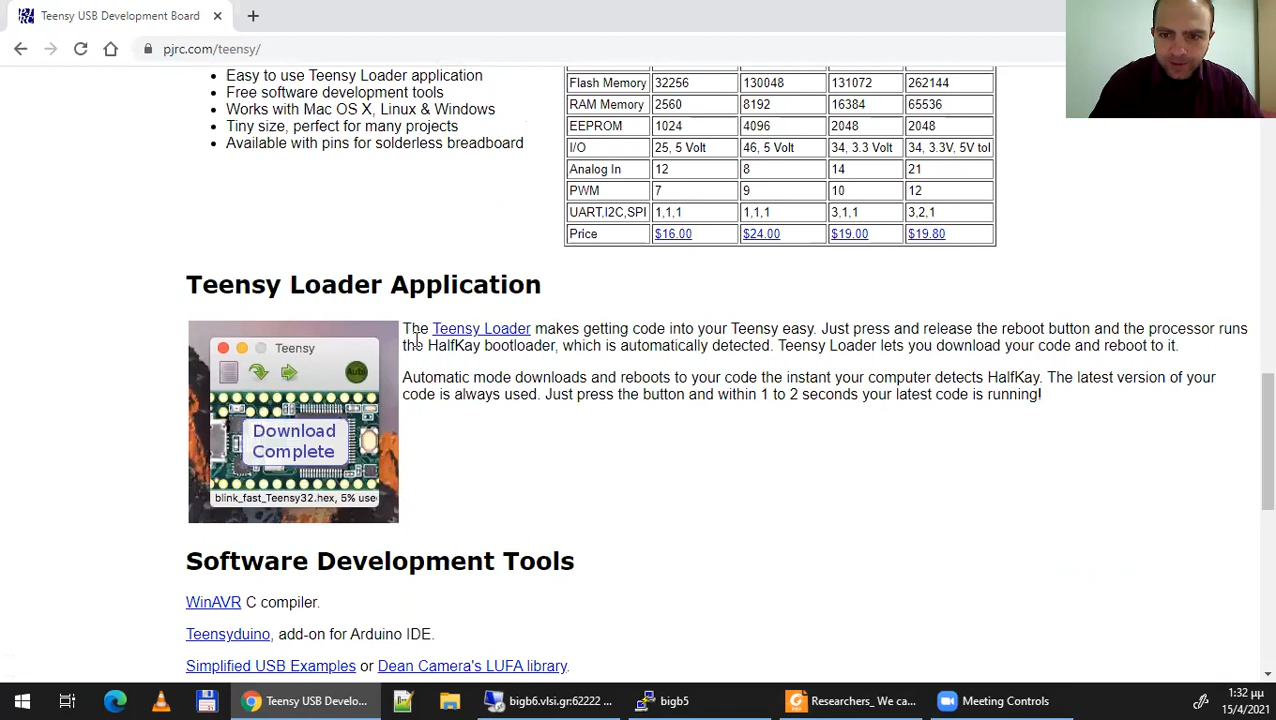 Teensy USB Development Board
pjrc.com/teensy/
Easy to use Teensy Loader application
Free software development tools
Works with Mac OS X, Linux & Windows
Tiny size, perfect for many projects
Available with pins for solderless breadboard
Flash Memory 32256 130048 131072 262144
RAM Memory 2560 8192 16384 65536
EEPROM 1024 4096 2048 2048
I/O 25, 5 Volt 46, 5 Volt 34, 3.3 Volt 34, 3.3V, 5V tol
Analog In 12 8 14 21
PWM 7 9 10 12
UART,I2C,SPI 1,1,1 1,1,1 3,1,1 3,2,1
Price $16.00 $24.00 $19.00 $19.80
Teensy Loader Application
The Teensy Loader makes getting code into your Teensy easy. Just press and release the reboot button and the processor runs
the HalfKay bootloader, which is automatically detected. Teensy Loader lets you download your code and reboot to it.
Automatic mode downloads and reboots to your code the instant your computer detects HalfKay. The latest version of your
code is always used. Just press the button and within 1 to 2 seconds your latest code is running!
Teensy
Auto
Download
Complete
blink_fast_Teensy32.hex, 5% use
Software Development Tools
WinAVR C compiler.
Teensyduino, add-on for Arduino IDE.
Simplified USB Examples or Dean Camera's LUFA library.
Teensy USB Develo...
bigb6.vlsi.gr:62222 ...
bigb5
Researchers_ We ca...
Meeting Controls
1:32 μμ
15/4/2021